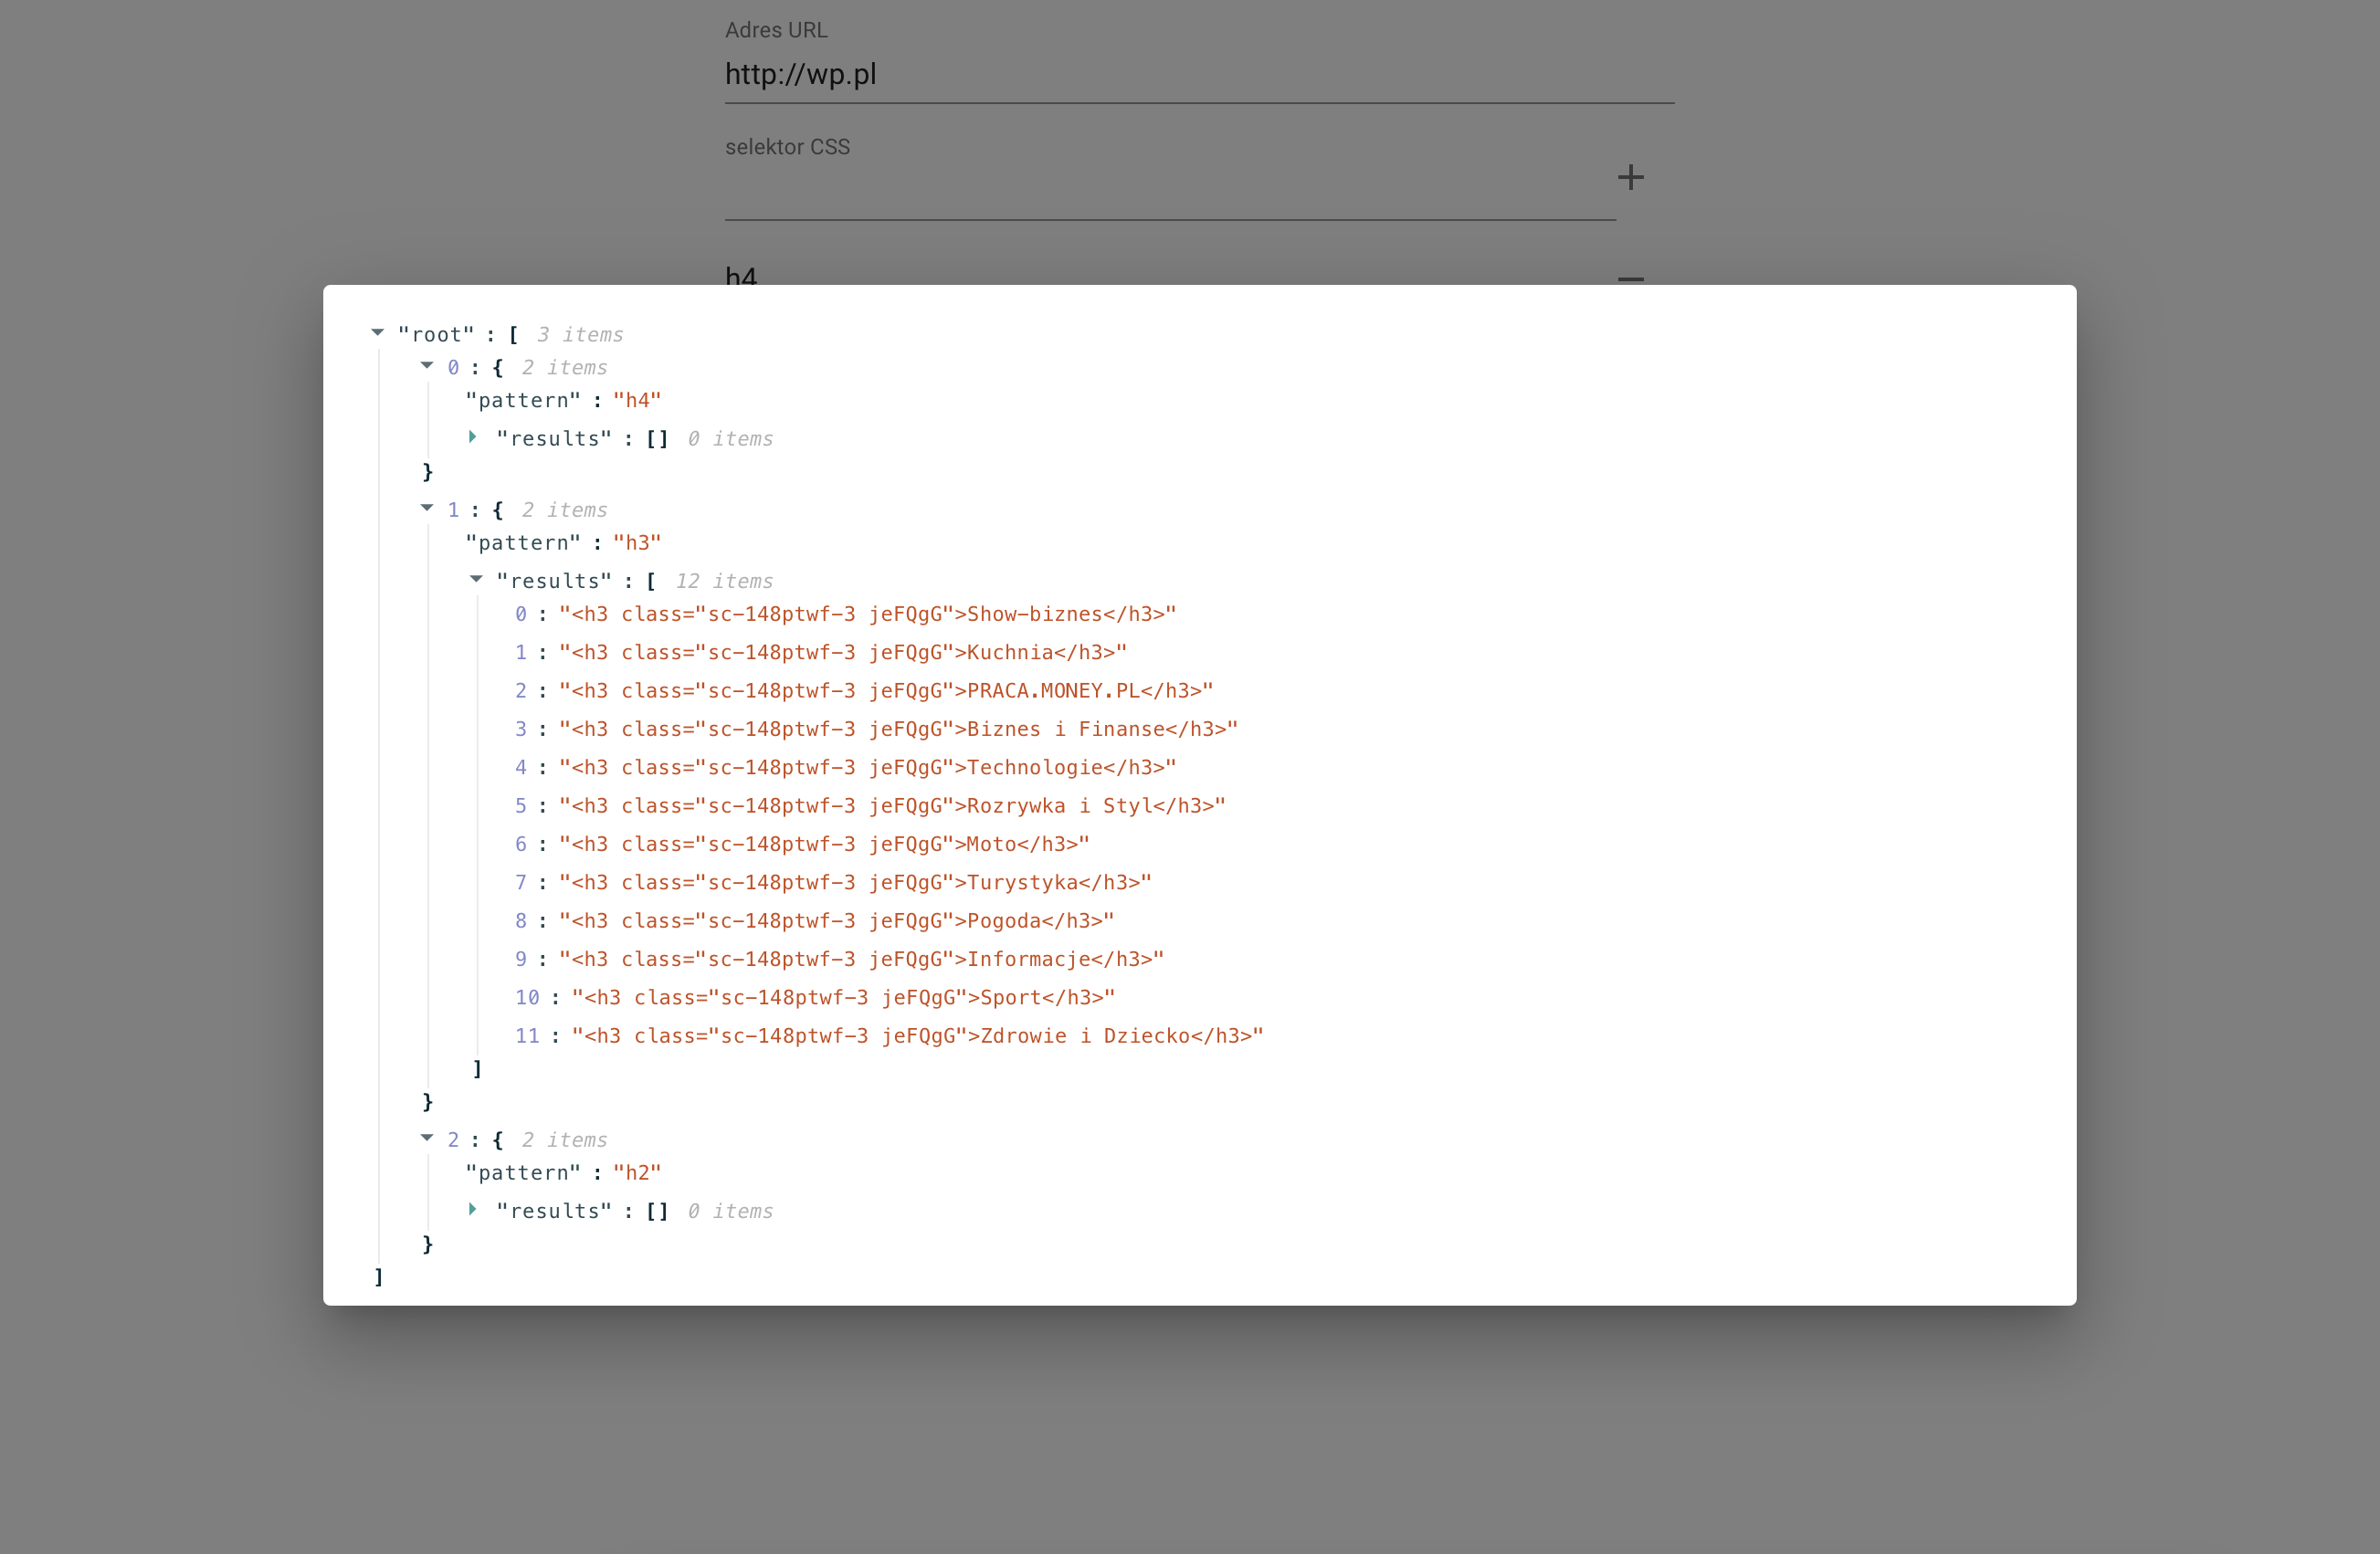 Adres URL
http://wp.pl
selektor CSS
h4
"root" : [ 3 items
0 : { 2 items
"pattern" : "h4"
"results" : [] 0 items
}
1 : { 2 items
"pattern" : "h3"
"results" : [ 12 items
0 : "<h3 class="sc-148ptwf-3 jeFQgG">Show-biznes</h3>"
1 : "<h3 class="sc-148ptwf-3 jeFQgG">Kuchnia</h3>"
2 : "<h3 class="sc-148ptwf-3 jeFQgG">PRACA.MONEY.PL</h3>"
3 : "<h3 class="sc-148ptwf-3 jeFQgG">Biznes i Finanse</h3>"
4 : "<h3 class="sc-148ptwf-3 jeFQgG">Technologie</h3>"
5 : "<h3 class="sc-148ptwf-3 jeFQgG">Rozrywka i Styl</h3>"
6 : "<h3 class="sc-148ptwf-3 jeFQgG">Moto</h3>"
7 : "<h3 class="sc-148ptwf-3 jeFQgG">Turystyka</h3>"
8 : "<h3 class="sc-148ptwf-3 jeFQgG">Pogoda</h3>"
9 : "<h3 class="sc-148ptwf-3 jeFQgG">Informacje</h3>"
10 : "<h3 class="sc-148ptwf-3 jeFQgG">Sport</h3>"
11 : "<h3 class="sc-148ptwf-3 jeFQgG">Zdrowie i Dziecko</h3>"
]
}
2 : { 2 items
"pattern" : "h2"
"results" : [] 0 items
}
]